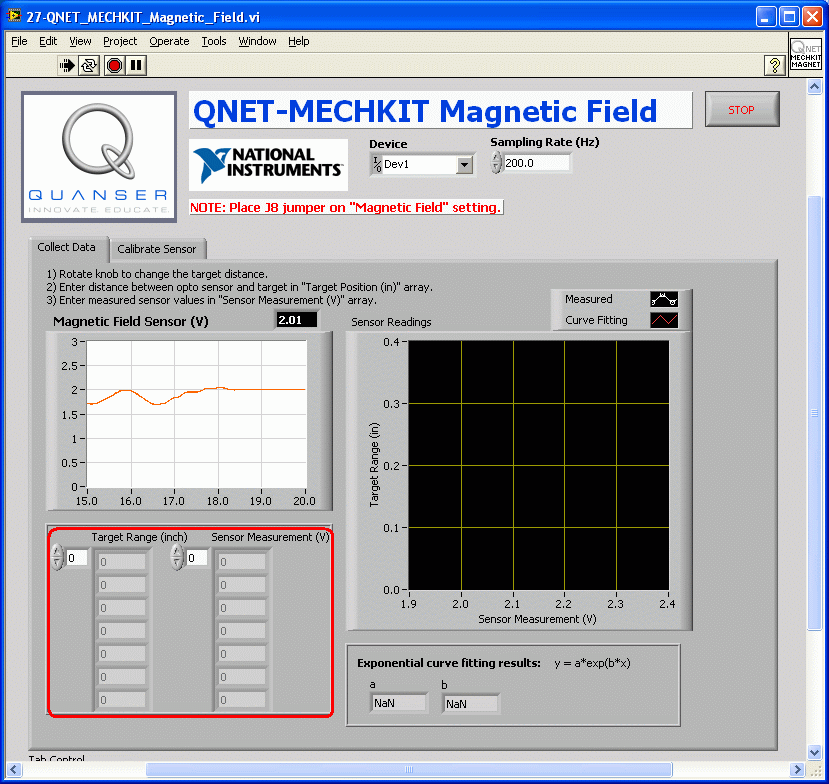 27-QNET_MECHKIT_Magnetic_Field.vi
File Edit View Project Operate Tools Window Help
?
QNET
MECHKIT
MAGNET
QUANSER
INNOVATE EDUCATE.
QNET-MECHKIT Magnetic Field
STOP
NATIONAL
INSTRUMENTS
Device
Dev1
Sampling Rate (Hz)
200.0
NOTE: Place J8 jumper on "Magnetic Field" setting.
Collect Data
Calibrate Sensor
1) Rotate knob to change the target distance.
2) Enter distance between opto sensor and target in "Target Position (in)" array.
3) Enter measured sensor values in "Sensor Measurement (V)" array.
Magnetic Field Sensor (V)
2.01
3
2.5
2
1.5
1
0.5
0
15.0 16.0 17.0 18.0 19.0 20.0
Sensor Readings
Measured
Curve Fitting
Target Range (in)
0.4
0.3
0.2
0.1
0.0
1.9 2.0 2.1 2.2 2.3 2.4
Sensor Measurement (V)
Target Range (inch) Sensor Measurement (V)
0 0 0 0
0 0
0 0
0 0
0 0
0 0
0 0
Exponential curve fitting results: y = a*exp(b*x)
a b
NaN NaN
Tab Control